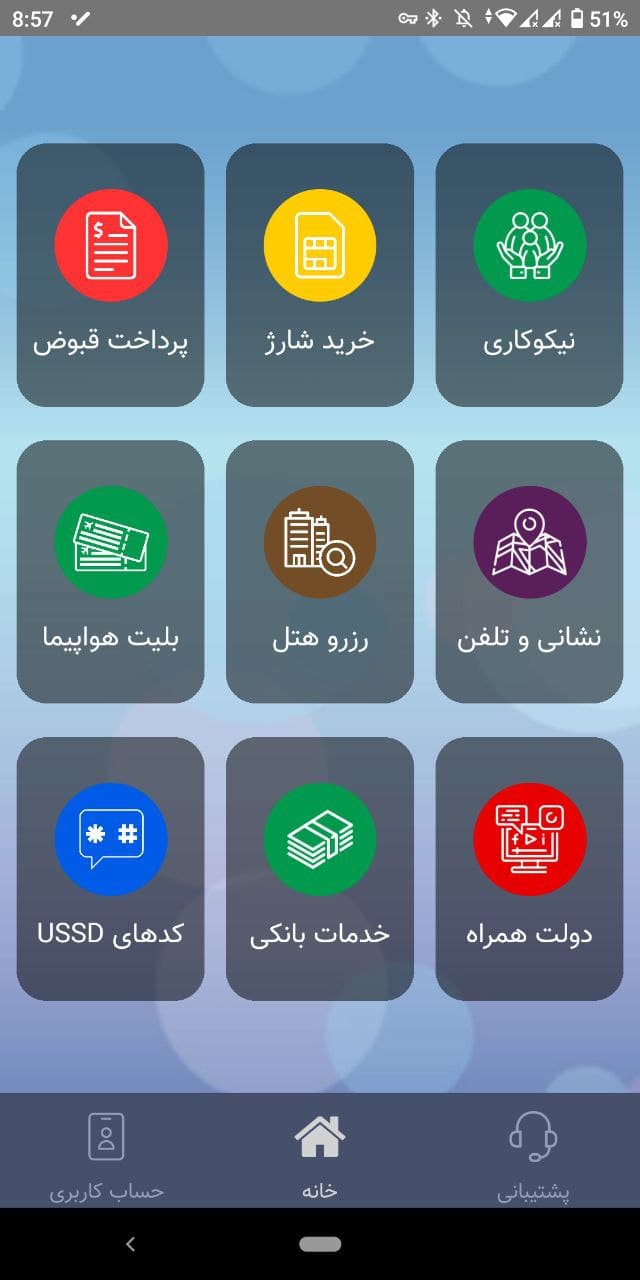 8:57
51%
نیکوکاری
خرید شارژ
پرداخت قبوض
نشانی و تلفن
رزرو هتل
بلیت هواپیما
دولت همراه
خدمات بانکی
کدهای USSD
پشتیبانی
خانه
حساب کاربری